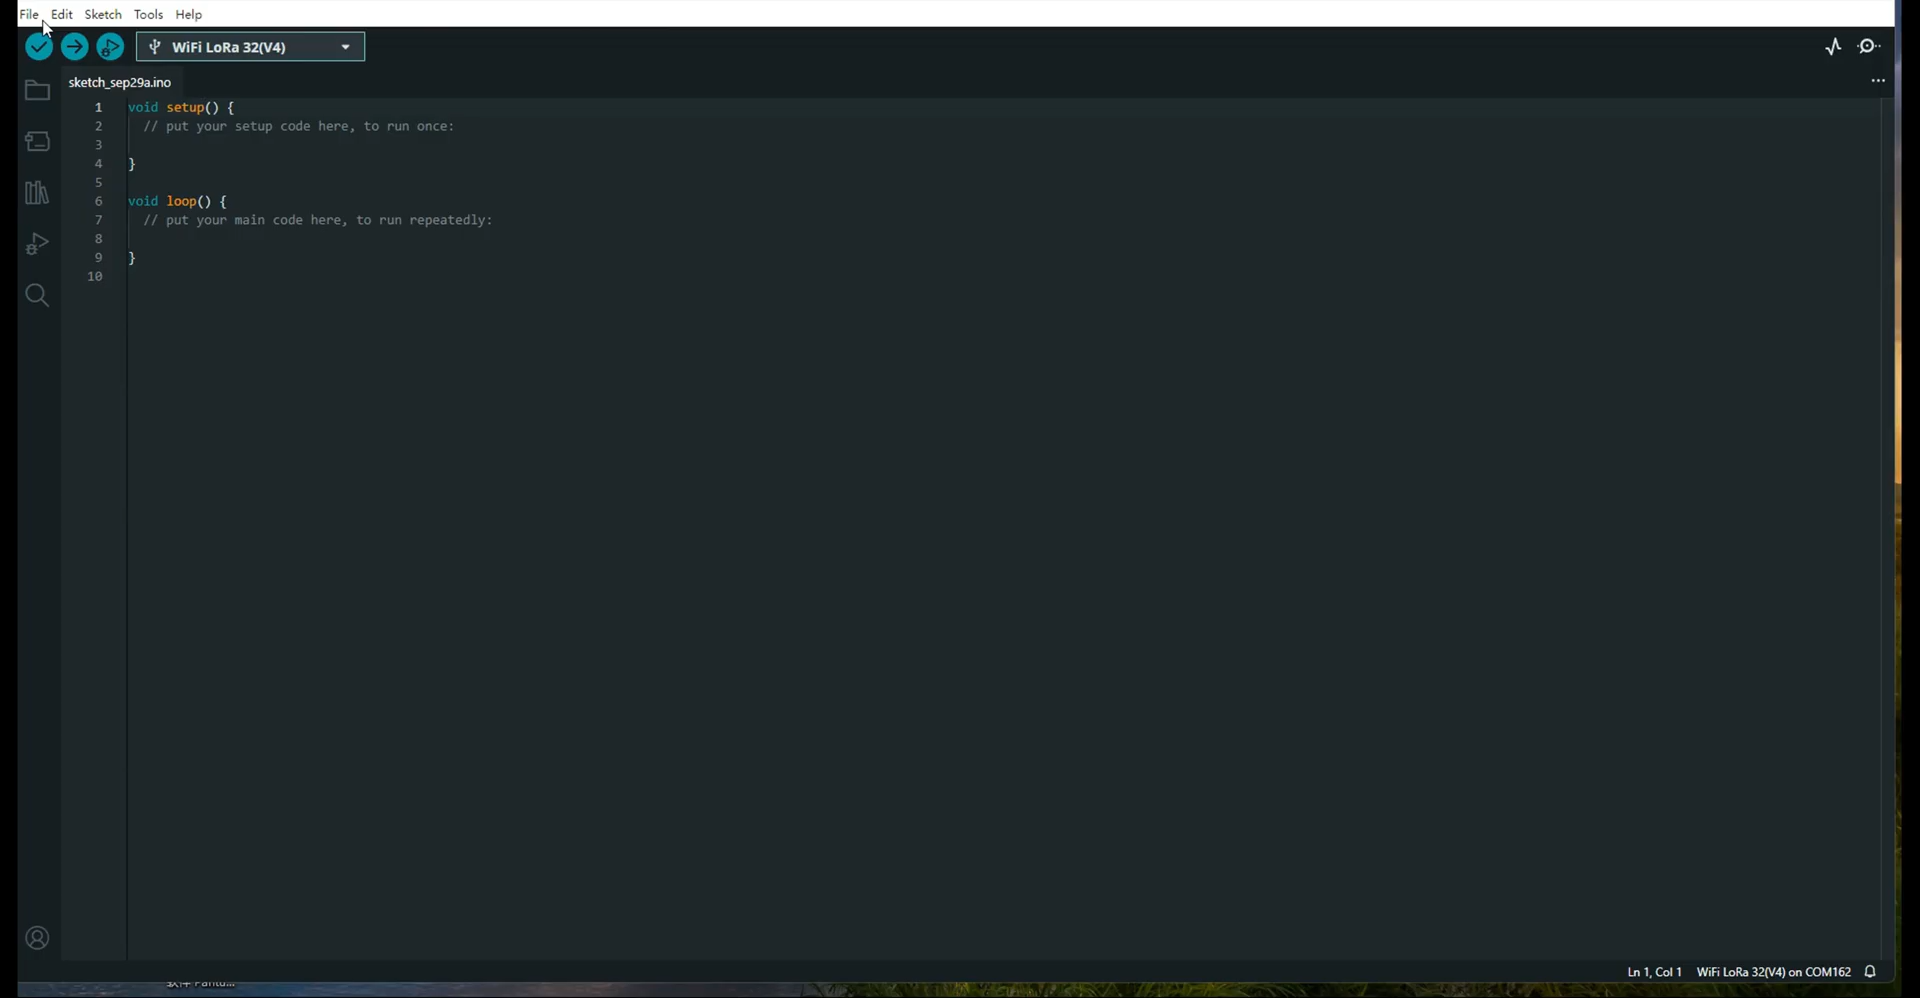 File Edit Sketch Tools Help
WiFi LoRa 32(V4)
sketch_sep29a.ino
1 void setup() {
2 // put your setup code here, to run once:
3
4 }
5
6 void loop() {
7 // put your main code here, to run repeatedly:
8
9 }
10
Ln 1, Col 1 WiFi LoRa 32(V4) on COM162